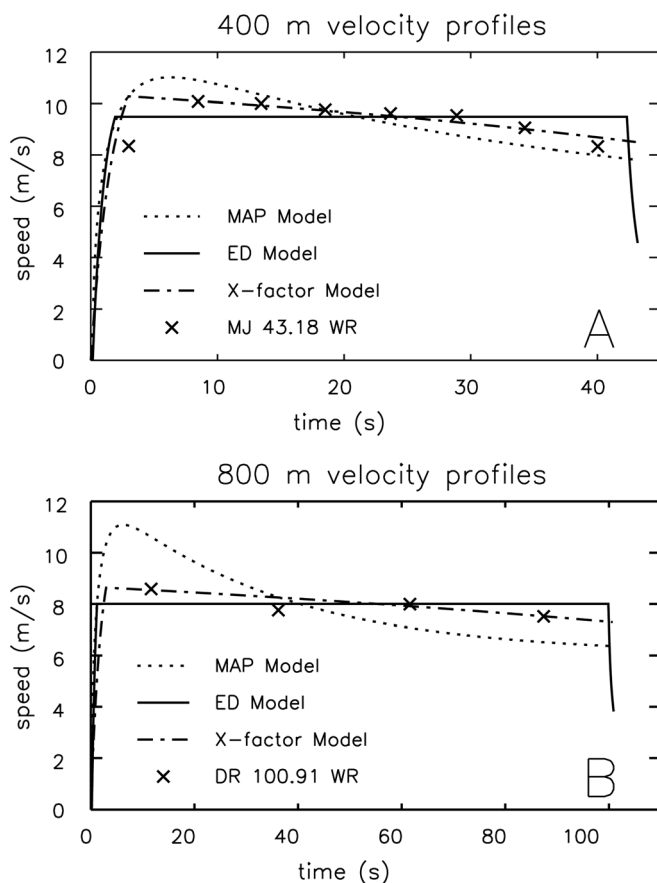 400 m velocity profiles
12
10
8
6
4
2
0
speed (m/s)
MAP Model
ED Model
X-factor Model
MJ 43.18 WR
A
0 10 20 30 40
time (s)
800 m velocity profiles
12
10
8
6
4
2
0
speed (m/s)
MAP Model
ED Model
X-factor Model
DR 100.91 WR
B
0 20 40 60 80 100
time (s)